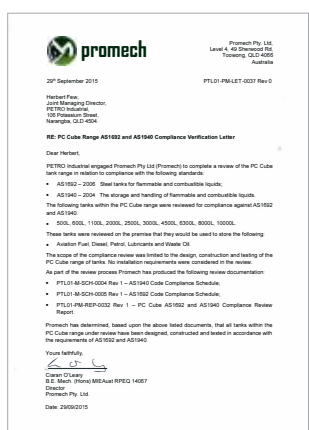 promech
Promech Pty. Ltd,
Level 4, 49 Sherwood Rd,
Toowong, QLD 4066
Australia
29th September 2015
PTL01-PM-LET-0037 Rev 0
Herbert Few,
Joint Managing Director,
PETRO Industrial,
106 Potassium Street,
Narangba, QLD 4504.
RE: PC Cube Range AS1692 and AS1940 Compliance Verification Letter
Dear Herbert,
PETRO Industrial engaged Promech Pty Ltd (Promech) to complete a review of the PC Cube
tank range in relation to compliance with the following standards:
• AS1692 – 2006 Steel tanks for flammable and combustible liquids;
• AS1940 – 2004 The storage and handling of flammable and combustible liquids.
The following tanks within the PC Cube range were reviewed for compliance against AS1692
and AS1940:
• 500L, 600L, 1100L, 2000L, 2500L, 3000L, 4500L, 6300L, 8000L, 10000L.
These tanks were reviewed on the premise that they would be used to store the following:
• Aviation Fuel, Diesel, Petrol, Lubricants and Waste Oil.
The scope of the compliance review was limited to the design, construction and testing of the
PC Cube range of tanks. No installation requirements were considered in the review.
As part of the review process Promech has produced the following review documentation:
• PTL01-M-SCH-0004 Rev 1 – AS1940 Code Compliance Schedule;
• PTL01-M-SCH-0005 Rev 1 – AS1692 Code Compliance Schedule;
• PTL01-PM-REP-0032 Rev 1 – PC Cube AS1692 and AS1940 Compliance Review
Report.
Promech has determined, based upon the above listed documents, that all tanks within the
PC Cube range under review have been designed, constructed and tested in accordance with
the requirements of AS1692 and AS1940.
Yours faithfully,
Ciaran O'Leary
B.E. Mech. (Hons) MIEAust RPEQ 14067
Director
Promech Pty. Ltd.
Date: 29/09/2015